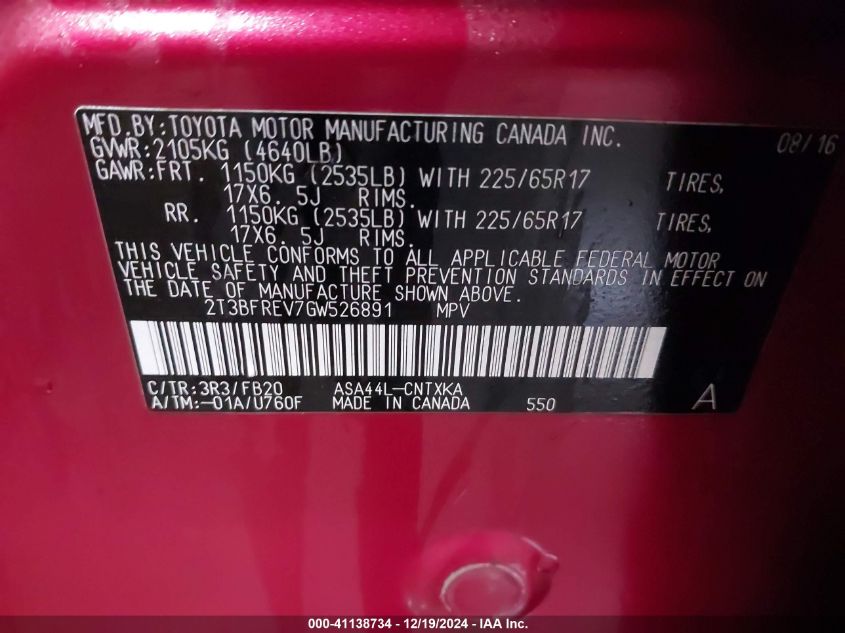 MFD.BY:TOYOTA MOTOR MANUFACTURING CANADA INC. 08/16
GVWR:2105KG (4640LB)
GAWR:FRT. 1150KG (2535LB) WITH 225/65R17 TIRES,
17X6. 5J RIMS.
RR. 1150KG (2535LB) WITH 225/65R17 TIRES,
17X6. 5J RIMS.
THIS VEHICLE CONFORMS TO ALL APPLICABLE FEDERAL MOTOR
VEHICLE SAFETY AND THEFT PREVENTION STANDARDS IN EFFECT ON
THE DATE OF MANUFACTURE SHOWN ABOVE.
2T3BFREV7GW526891 MPV
C/TR:3R3/FB20 ASA44L-CNTXKA
A/TM:-01A/U760F MADE IN CANADA 550 A
000-41138734 - 12/19/2024 - IAA Inc.